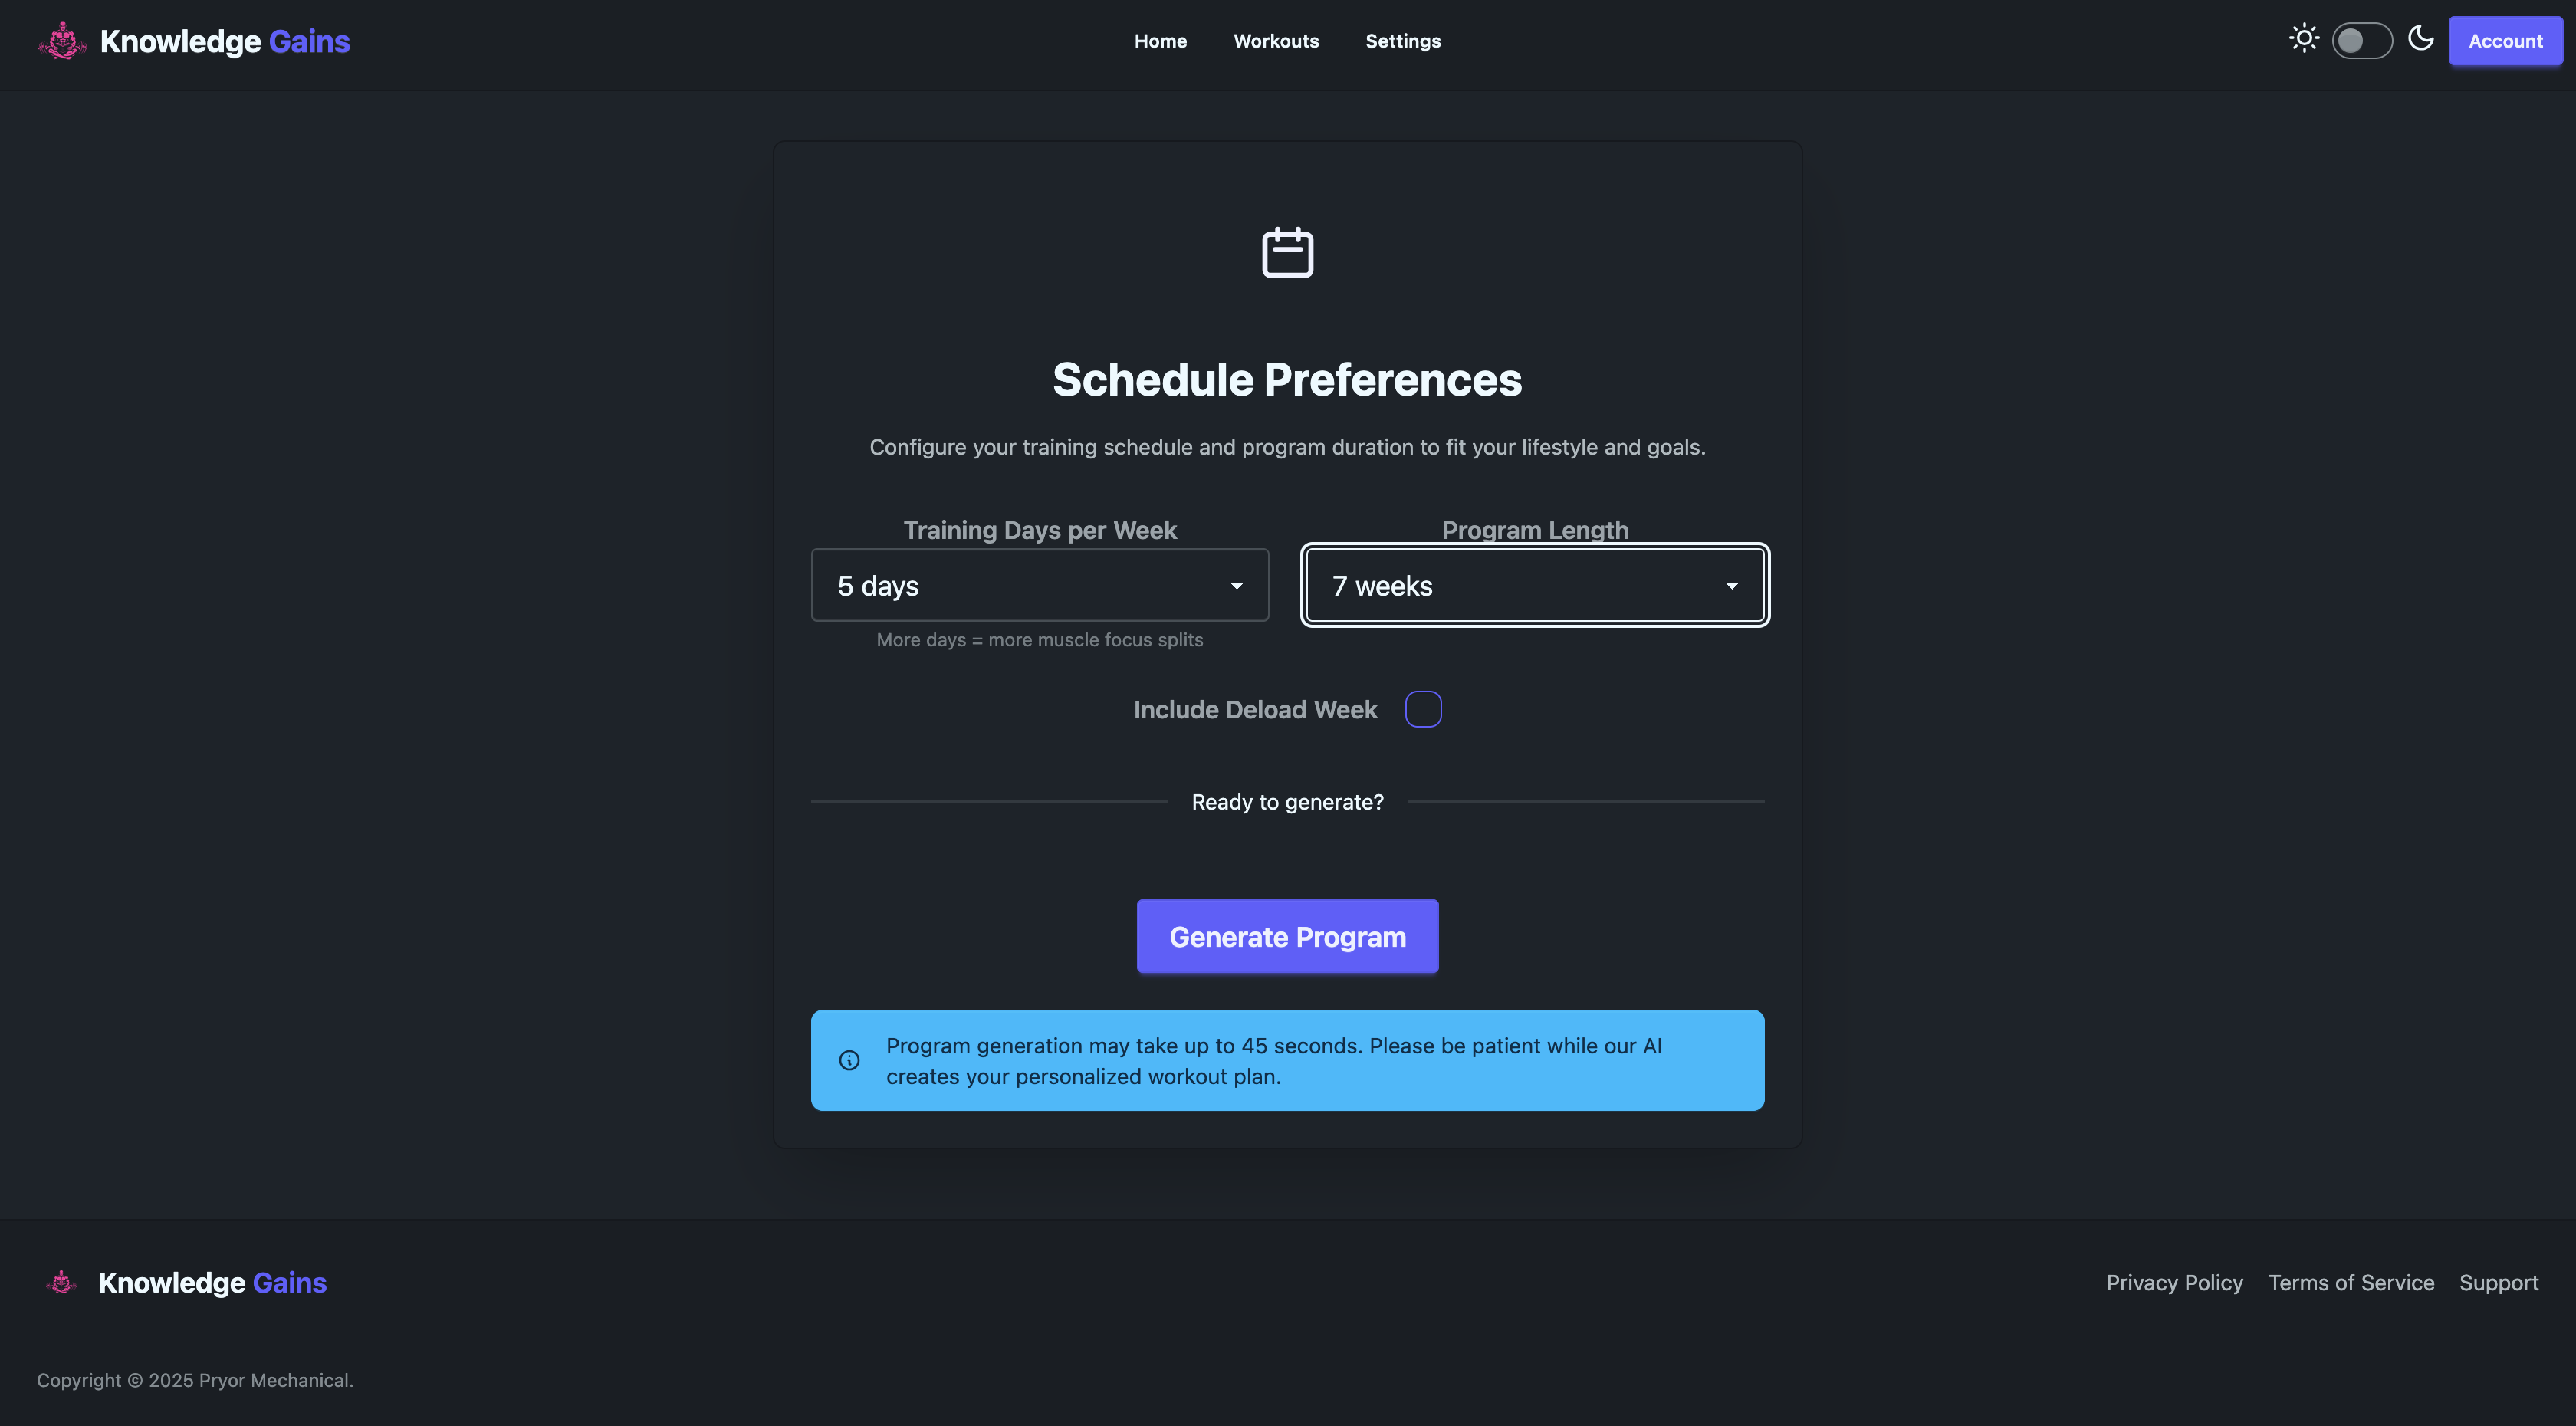 Knowledge Gains
Home
Workouts
Settings
Account
Schedule Preferences
Configure your training schedule and program duration to fit your lifestyle and goals.
Training Days per Week
5 days
More days = more muscle focus splits
Program Length
7 weeks
Include Deload Week
Ready to generate?
Generate Program
Program generation may take up to 45 seconds. Please be patient while our AI
creates your personalized workout plan.
Knowledge Gains
Privacy Policy
Terms of Service
Support
Copyright © 2025 Pryor Mechanical.